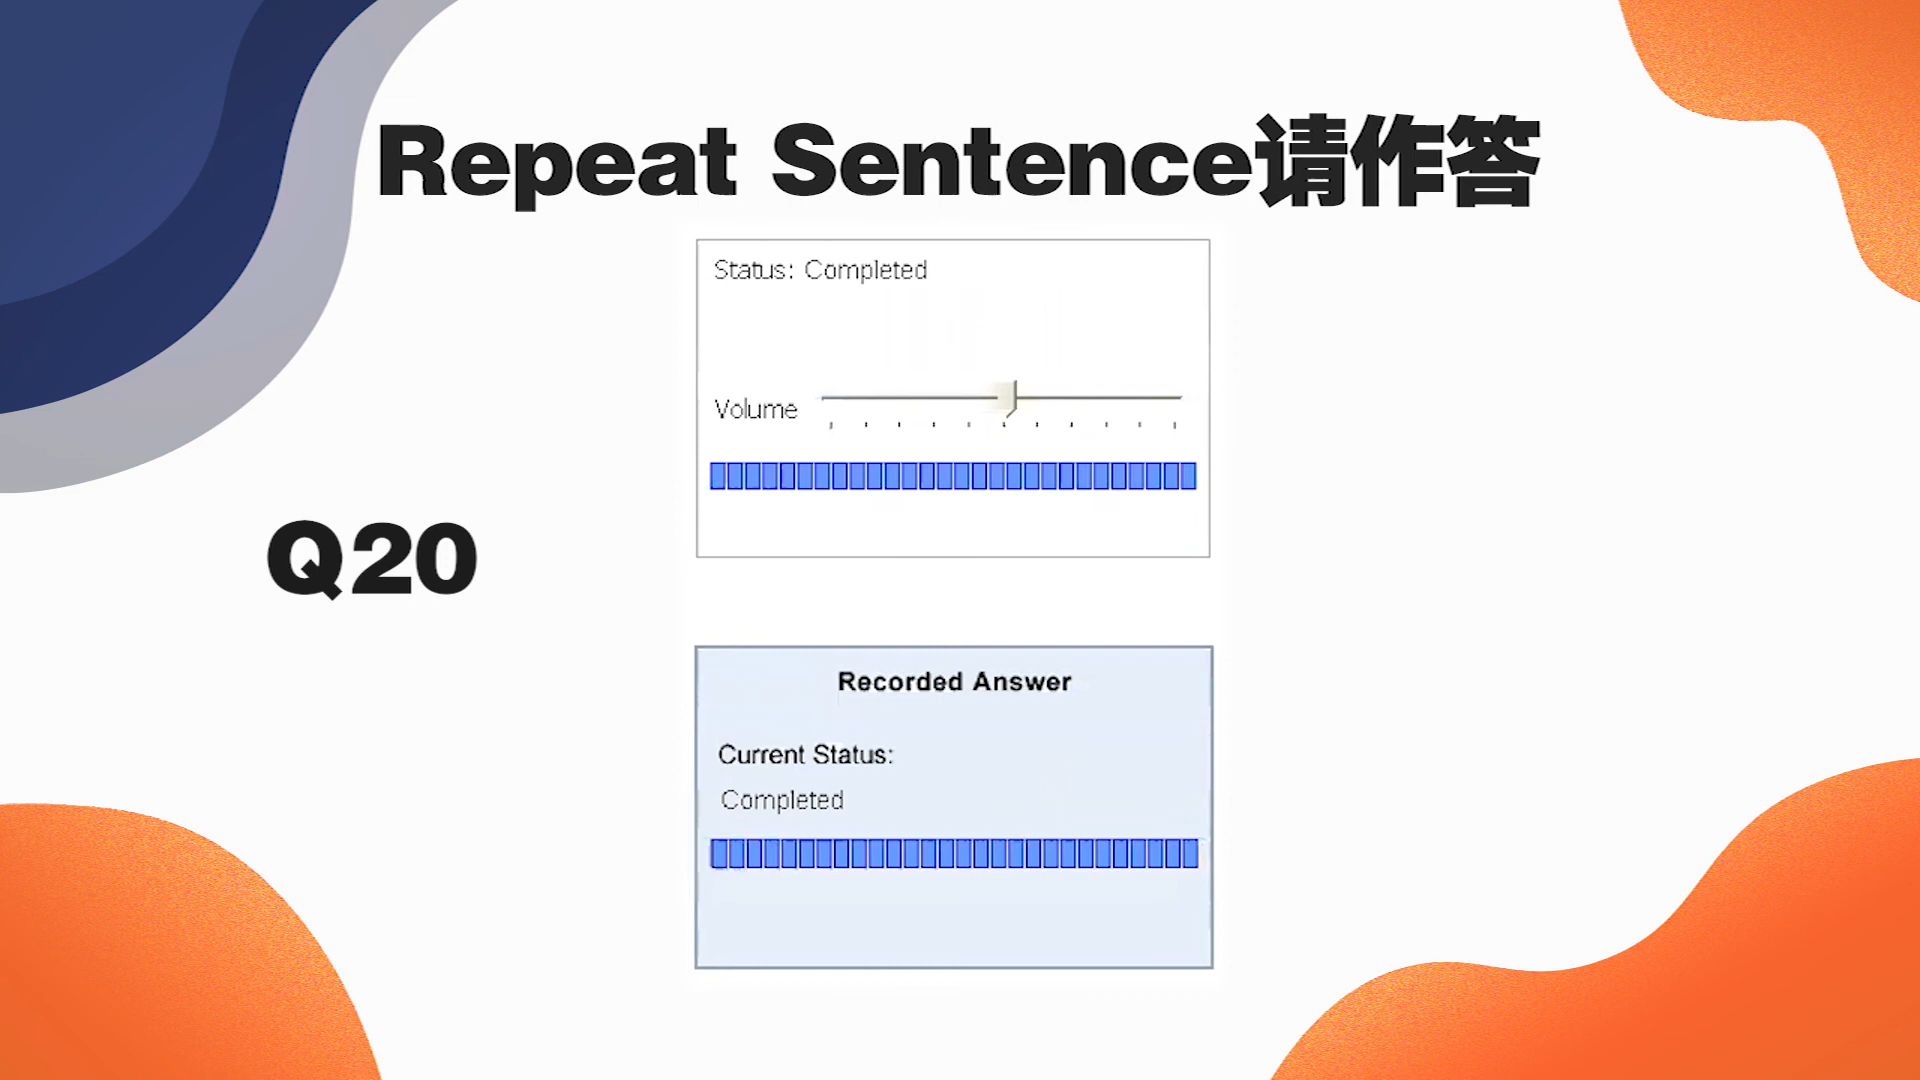 Repeat Sentence请作答
Status: Completed
Volume
Q20
Recorded Answer
Current Status:
Completed